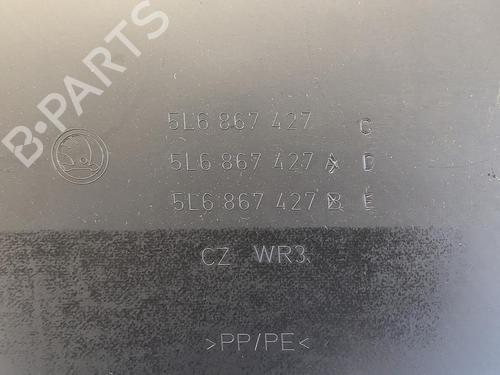 B-PARTS
5L6 867 427 C
5L6 867 427 A D
5L6 867 427 B E
CZ WR3
>PP/PE<